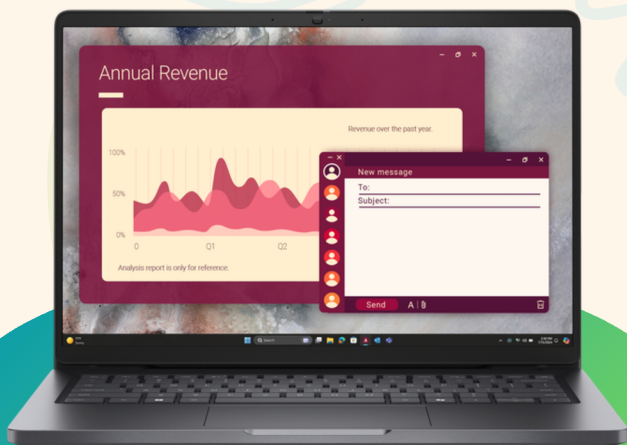 Annual Revenue
Revenue over the past year.
100%
50%
0%
0
Q1
Q2
Analysis report is only for reference.
New message
To:
Subject:
Send
A
Search